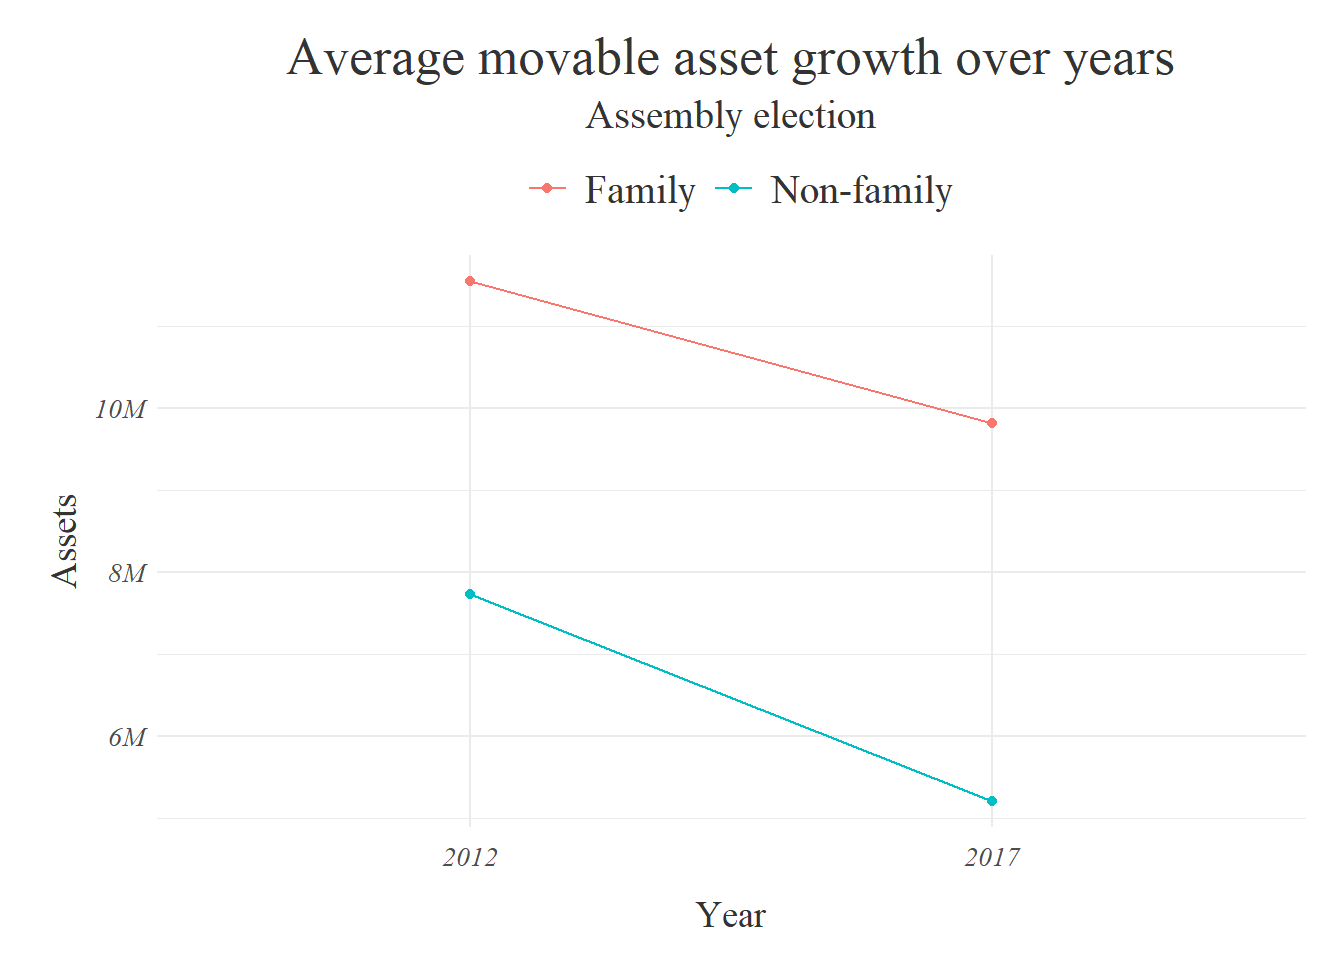 Average movable asset growth over years
Assembly election
Family Non-family
10M
8M
6M
Assets
2012 2017
Year